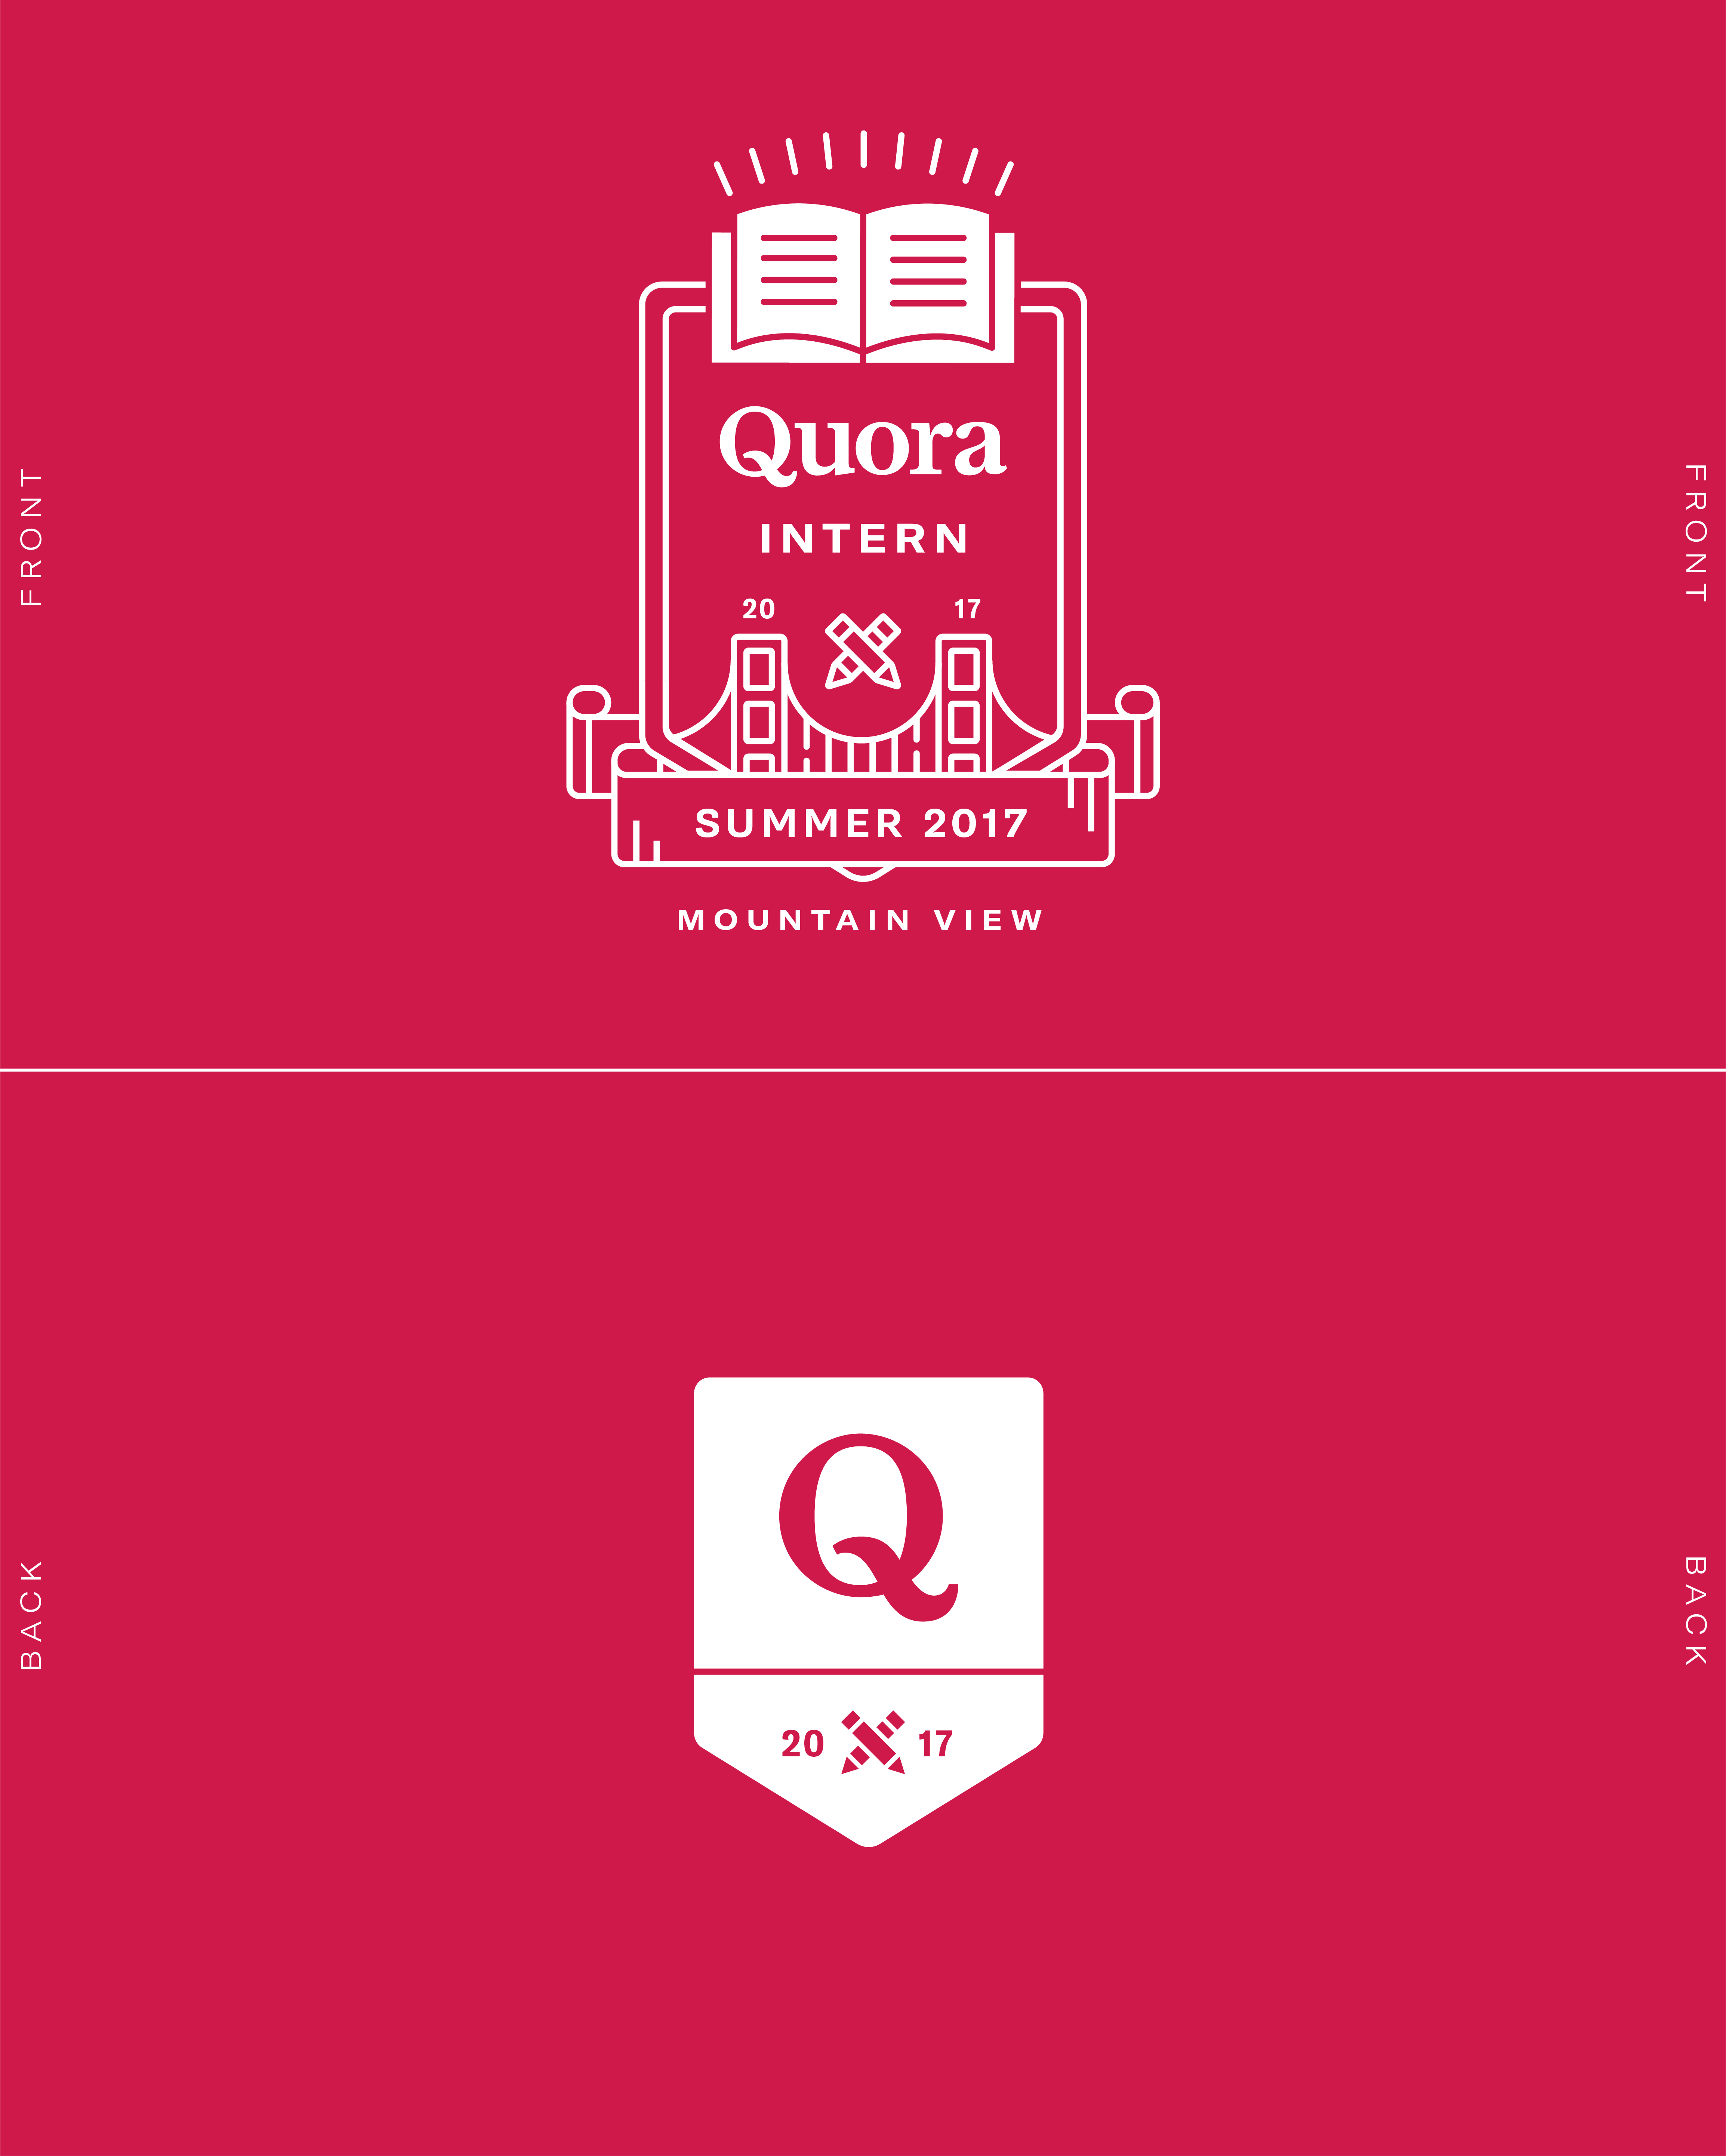 FRONT
FRONT
Quora
INTERN
20 17
SUMMER 2017
MOUNTAIN VIEW
BACK
BACK
Q
20 17